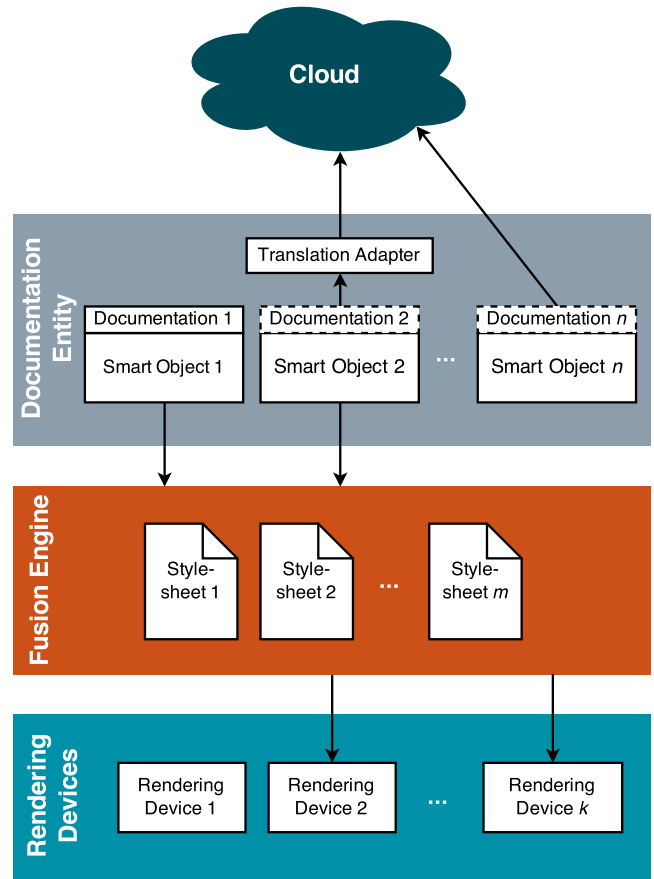 Cloud
Documentation
Entity
Translation Adapter
Documentation 1
Smart Object 1
Documentation 2
Smart Object 2
...
Documentation n
Smart Object n
Fusion Engine
Style-
sheet 1
Style-
sheet 2
...
Style-
sheet m
Rendering
Devices
Rendering
Device 1
Rendering
Device 2
...
Rendering
Device k